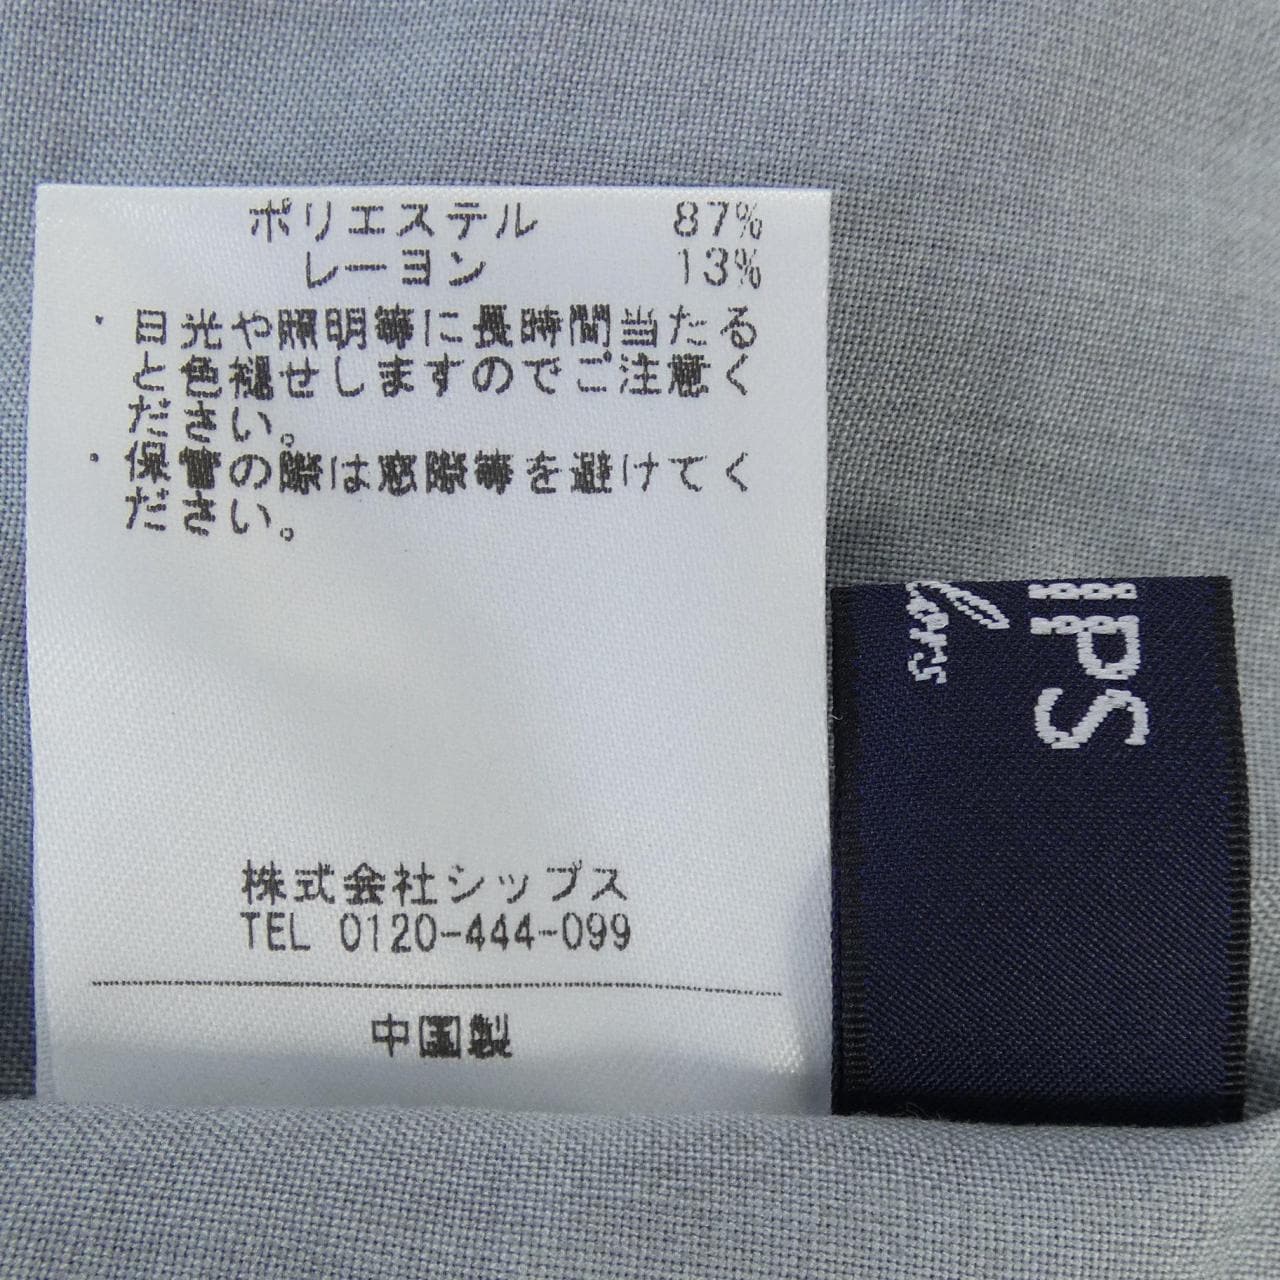 ポリエステル 87%
レーヨン 13%
・日光や照明等に長時間当たる
と色褪せしますのでご注意く
ださい。
・保管の際は窓際等を避けてく
ださい。
株式会社シップス
TEL 0120-444-099
中国製
IPS